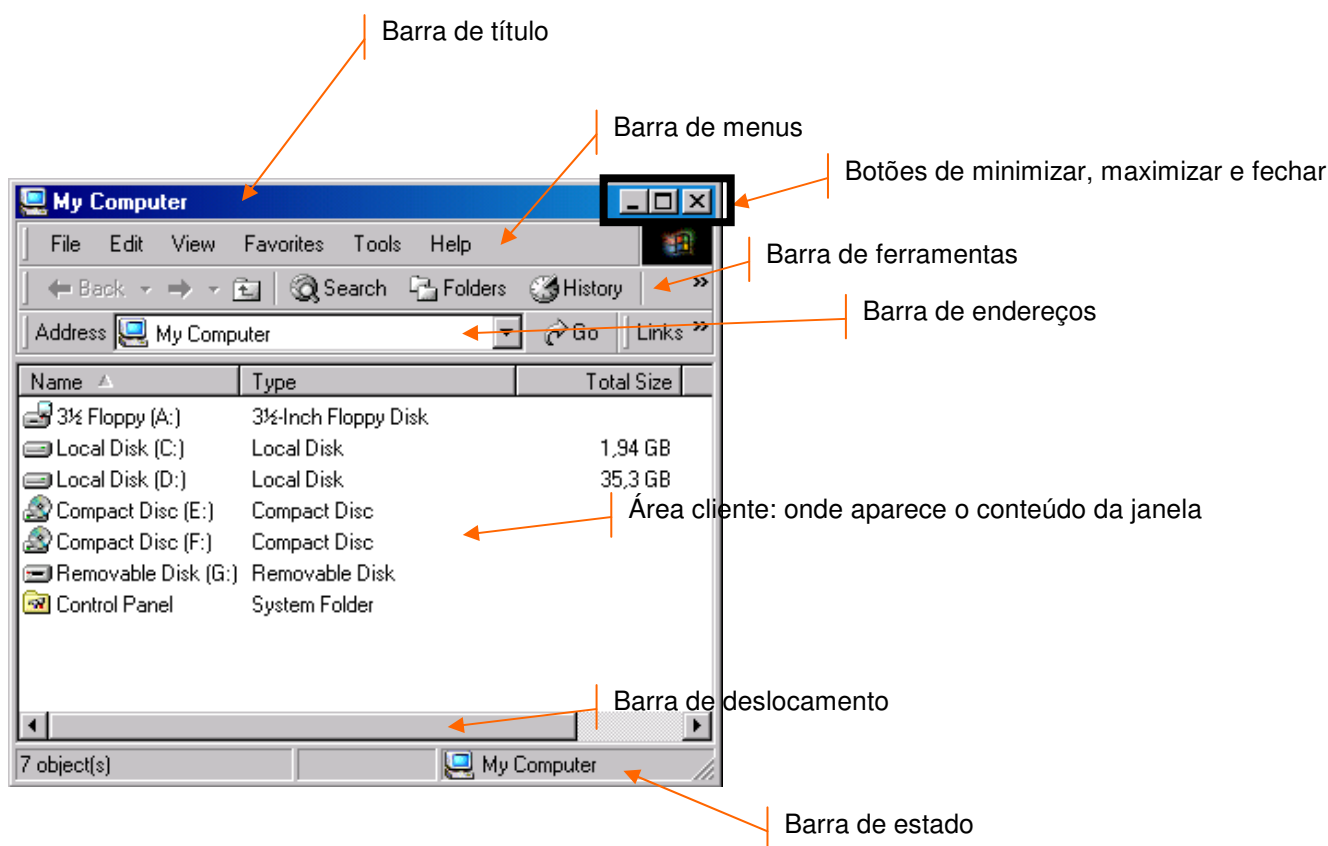 Barra de título
Barra de menus
Botões de minimizar, maximizar e fechar
My Computer
File Edit View Favorites Tools Help
Barra de ferramentas
Back Search Folders History »
Barra de endereços
Address My Computer Go Links »
Name Type Total Size
3½ Floppy (A:) 3½-Inch Floppy Disk
Local Disk (C:) Local Disk 1,94 GB
Local Disk (D:) Local Disk 35,3 GB
Compact Disc (E:) Compact Disc
Área cliente: onde aparece o conteúdo da janela
Compact Disc (F:) Compact Disc
Removable Disk (G:) Removable Disk
Control Panel System Folder
Barra de deslocamento
7 object(s) My Computer
Barra de estado